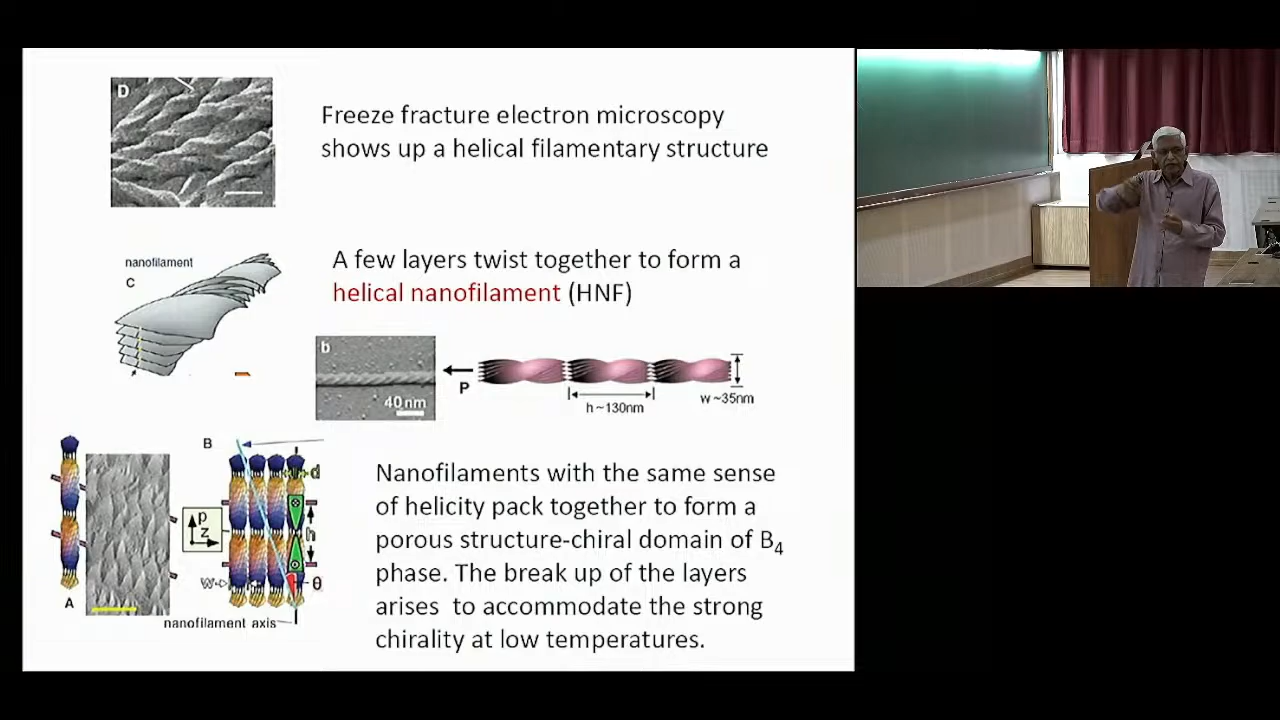 D
Freeze fracture electron microscopy
shows up a helical filamentary structure
nanofilament
C
A few layers twist together to form a
helical nanofilament (HNF)
b
40 nm
P
h ~130nm
w ~35nm
B
d
p
z
h
w
θ
A
nanofilament axis
Nanofilaments with the same sense
of helicity pack together to form a
porous structure-chiral domain of B4
phase. The break up of the layers
arises to accommodate the strong
chirality at low temperatures.